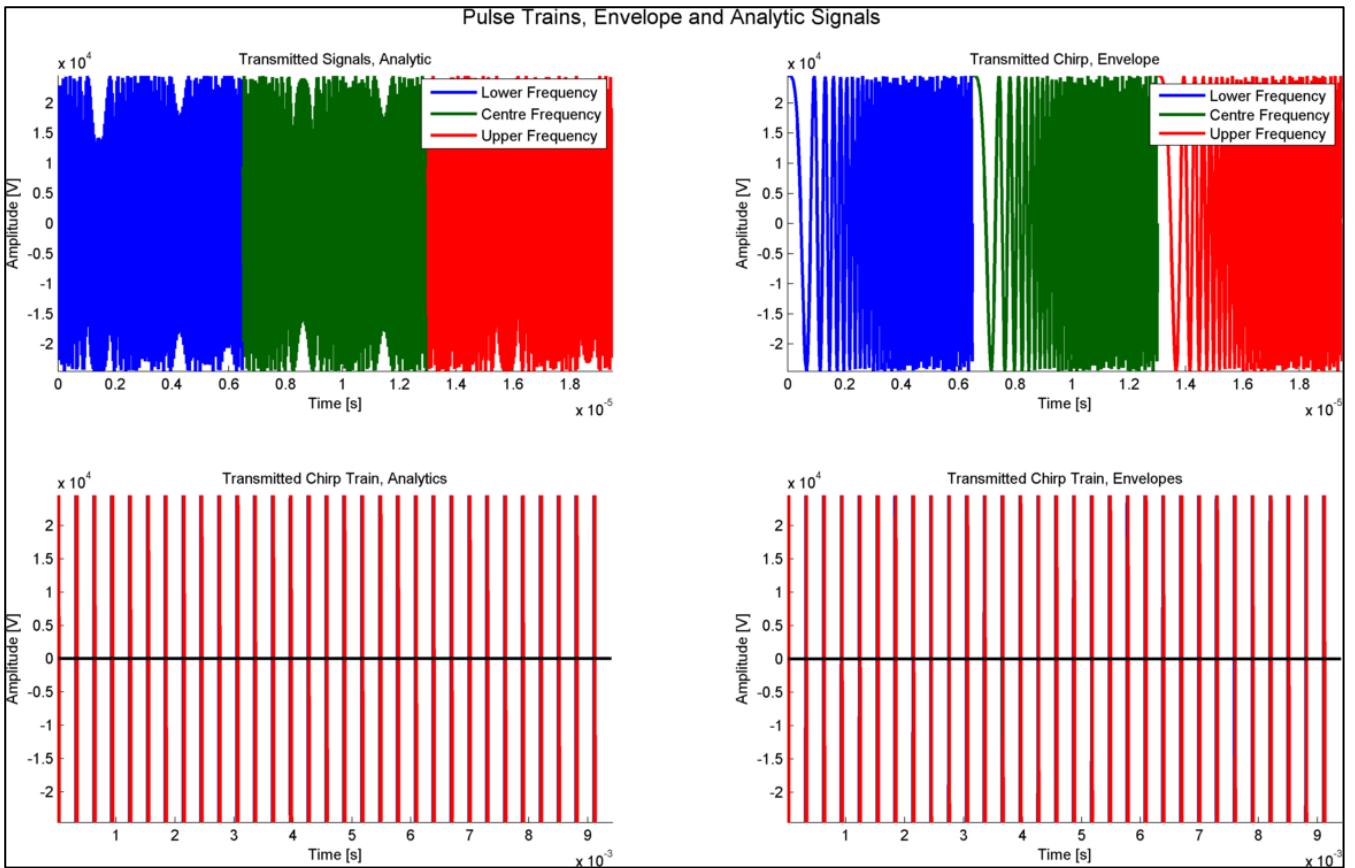 Pulse Trains, Envelope and Analytic Signals
Transmitted Signals, Analytic
x 10^4
Amplitude [V]
2
1.5
1
0.5
0
-0.5
-1
-1.5
-2
Lower Frequency
Centre Frequency
Upper Frequency
0 0.2 0.4 0.6 0.8 1 1.2 1.4 1.6 1.8
Time [s]
x 10^-5
Transmitted Chirp, Envelope
x 10^4
Amplitude [V]
2
1.5
1
0.5
0
-0.5
-1
-1.5
-2
Lower Frequency
Centre Frequency
Upper Frequency
0 0.2 0.4 0.6 0.8 1 1.2 1.4 1.6 1.8
Time [s]
x 10^-5
Transmitted Chirp Train, Analytics
x 10^4
Amplitude [V]
2
1.5
1
0.5
0
-0.5
-1
-1.5
-2
1 2 3 4 5 6 7 8 9
Time [s]
x 10^-3
Transmitted Chirp Train, Envelopes
x 10^4
Amplitude [V]
2
1.5
1
0.5
0
-0.5
-1
-1.5
-2
1 2 3 4 5 6 7 8 9
Time [s]
x 10^-3